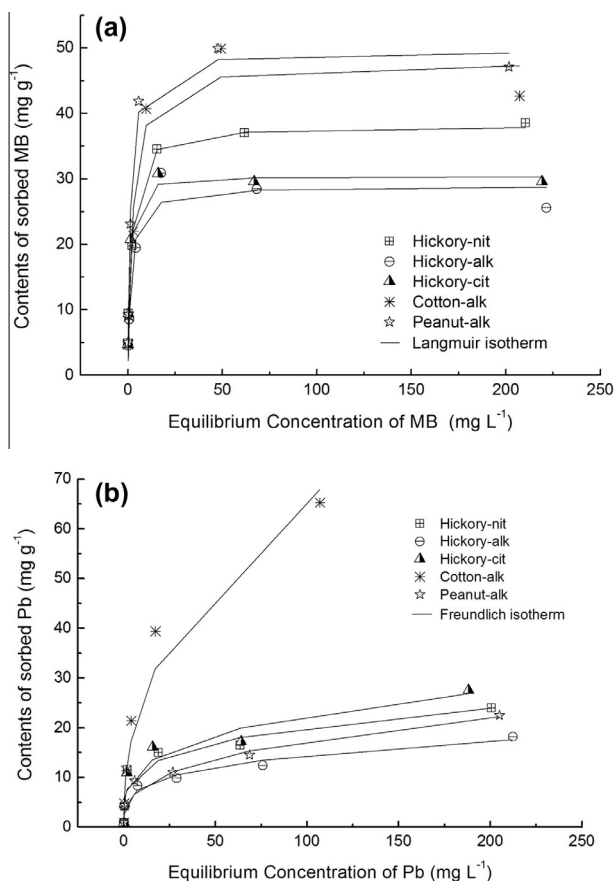 (a)
60
50
40
30
20
10
0
Contents of sorbed MB (mg g⁻¹)
Hickory-nit
Hickory-alk
Hickory-cit
Cotton-alk
Peanut-alk
Langmuir isotherm
0 50 100 150 200 250
Equilibrium Concentration of MB (mg L⁻¹)
(b)
70
60
50
40
30
20
10
0
Contents of sorbed Pb (mg g⁻¹)
Hickory-nit
Hickory-alk
Hickory-cit
Cotton-alk
Peanut-alk
Freundlich isotherm
0 50 100 150 200 250
Equilibrium Concentration of Pb (mg L⁻¹)